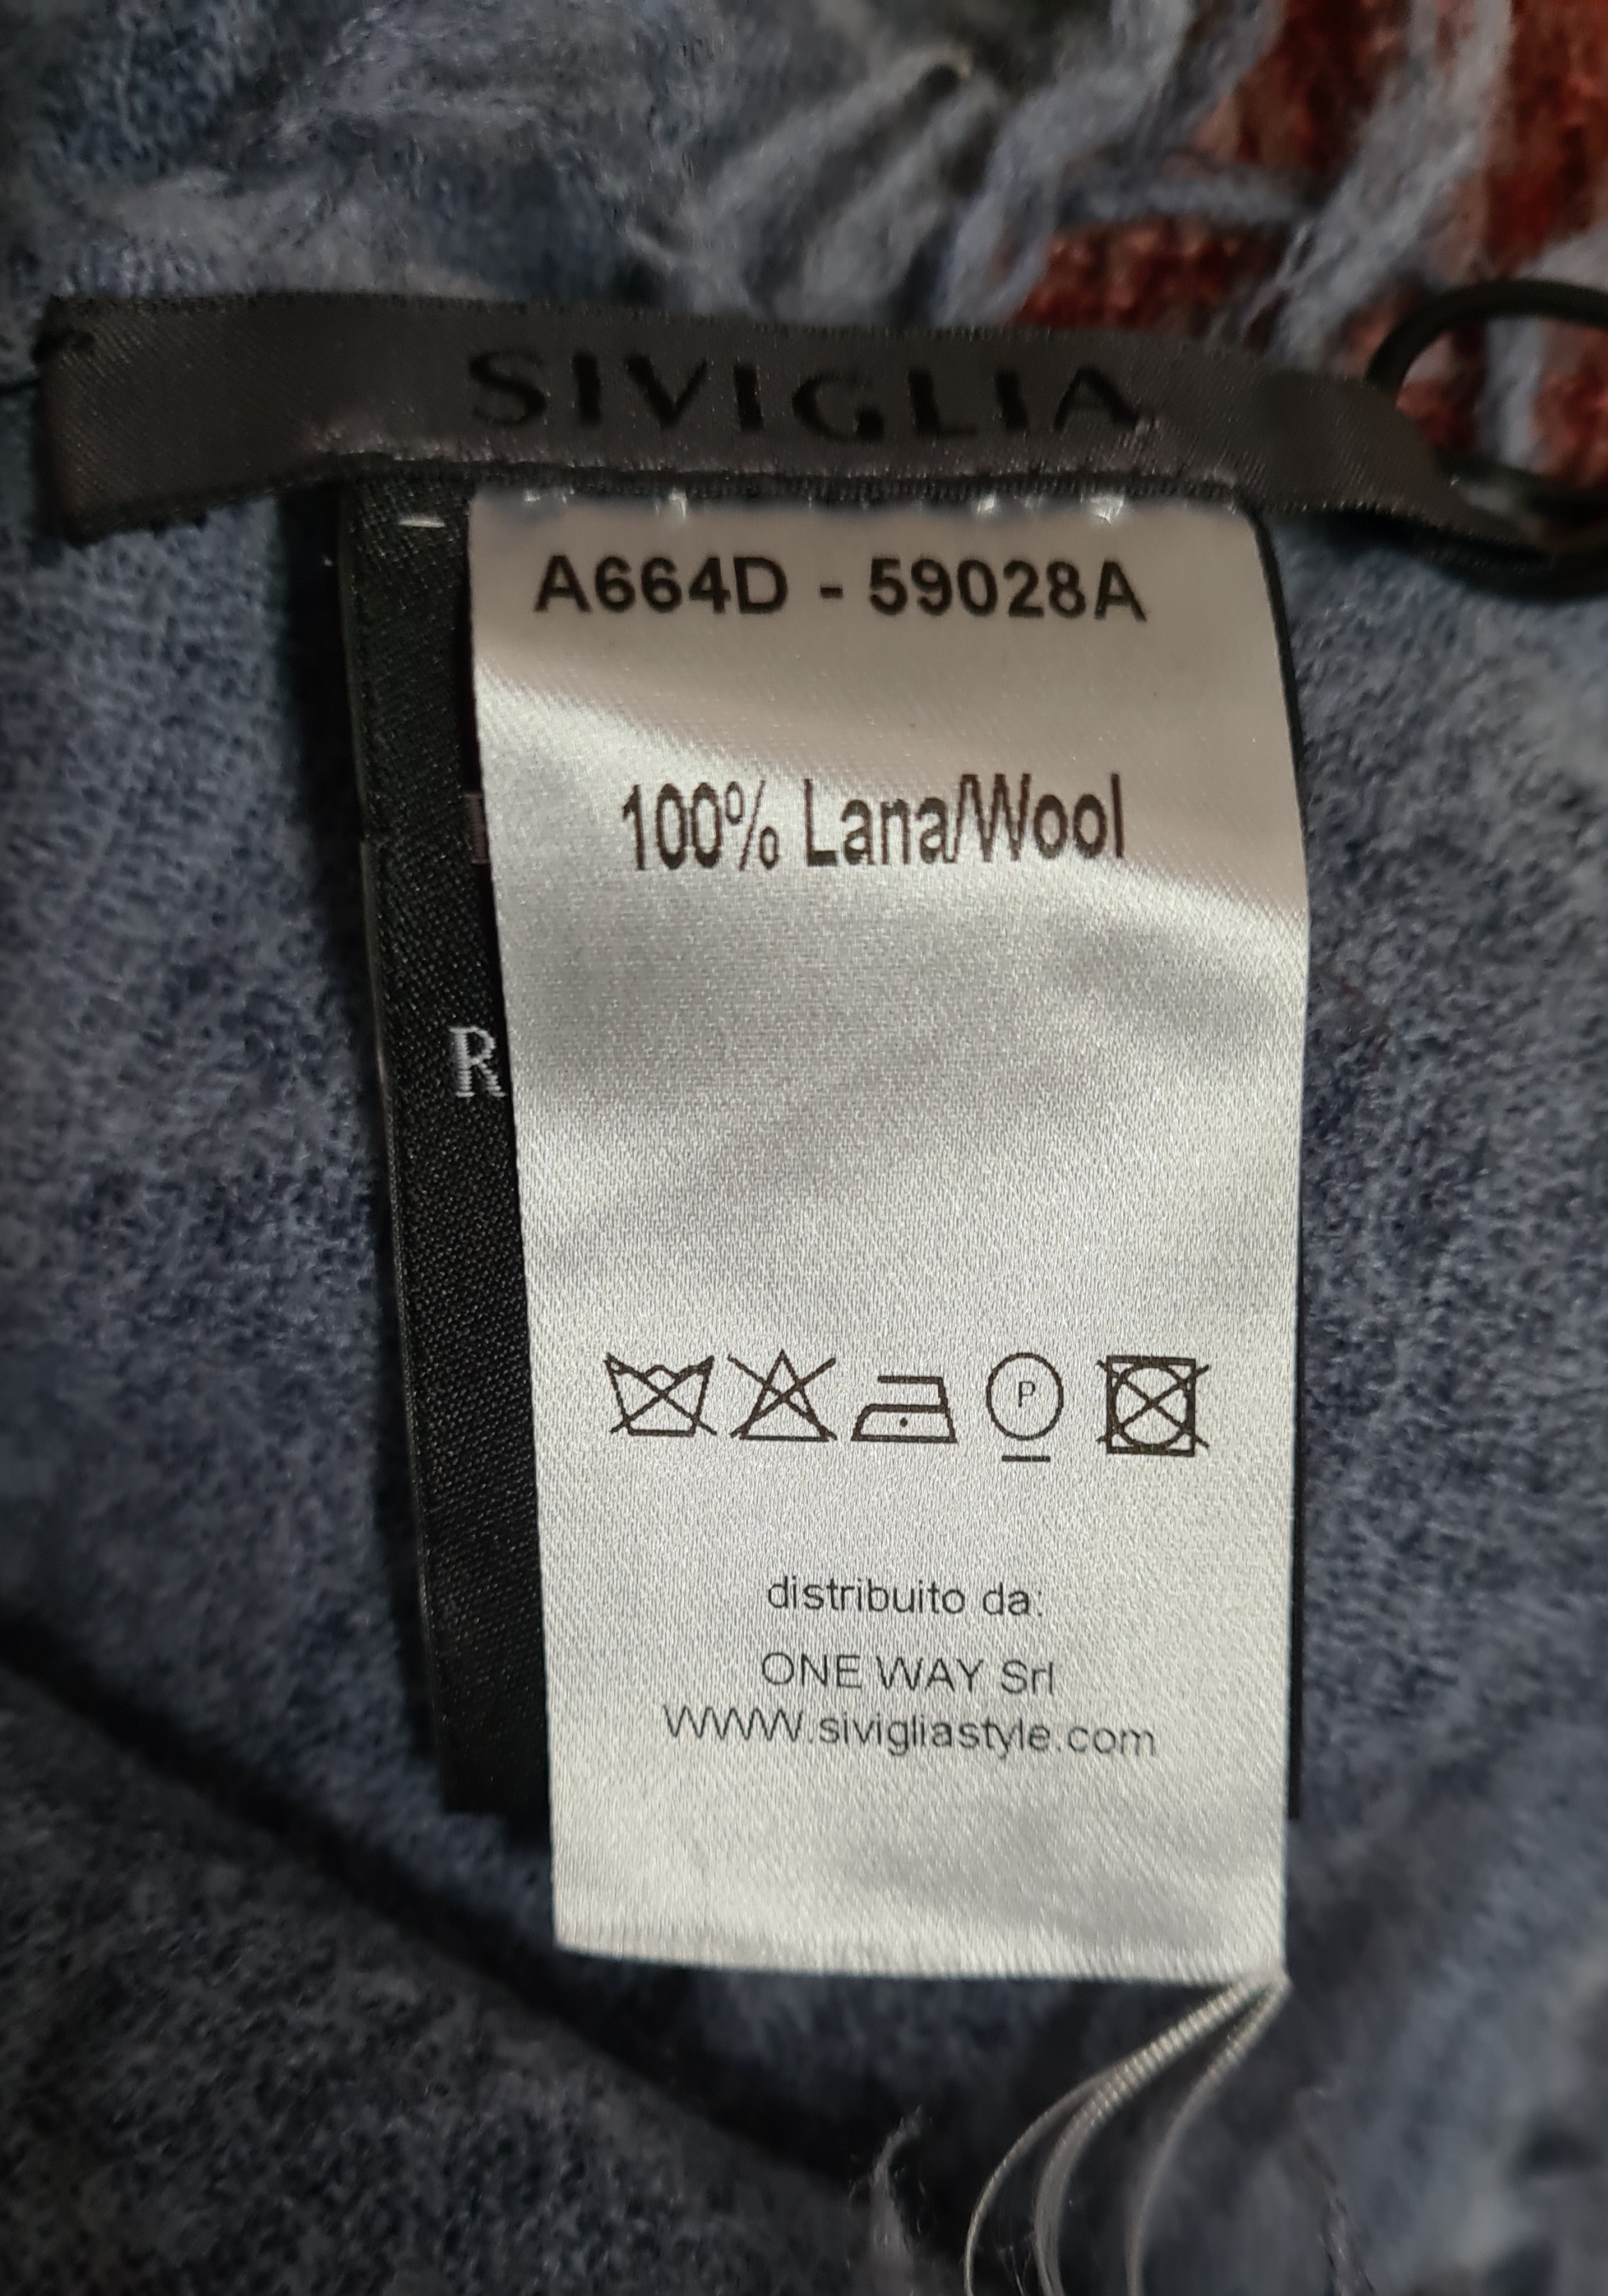 SIVIGLIA
A664D - 59028A
100% Lana/Wool
R
P
distribuito da:
ONE WAY Srl
WWW.sivigliastyle.com